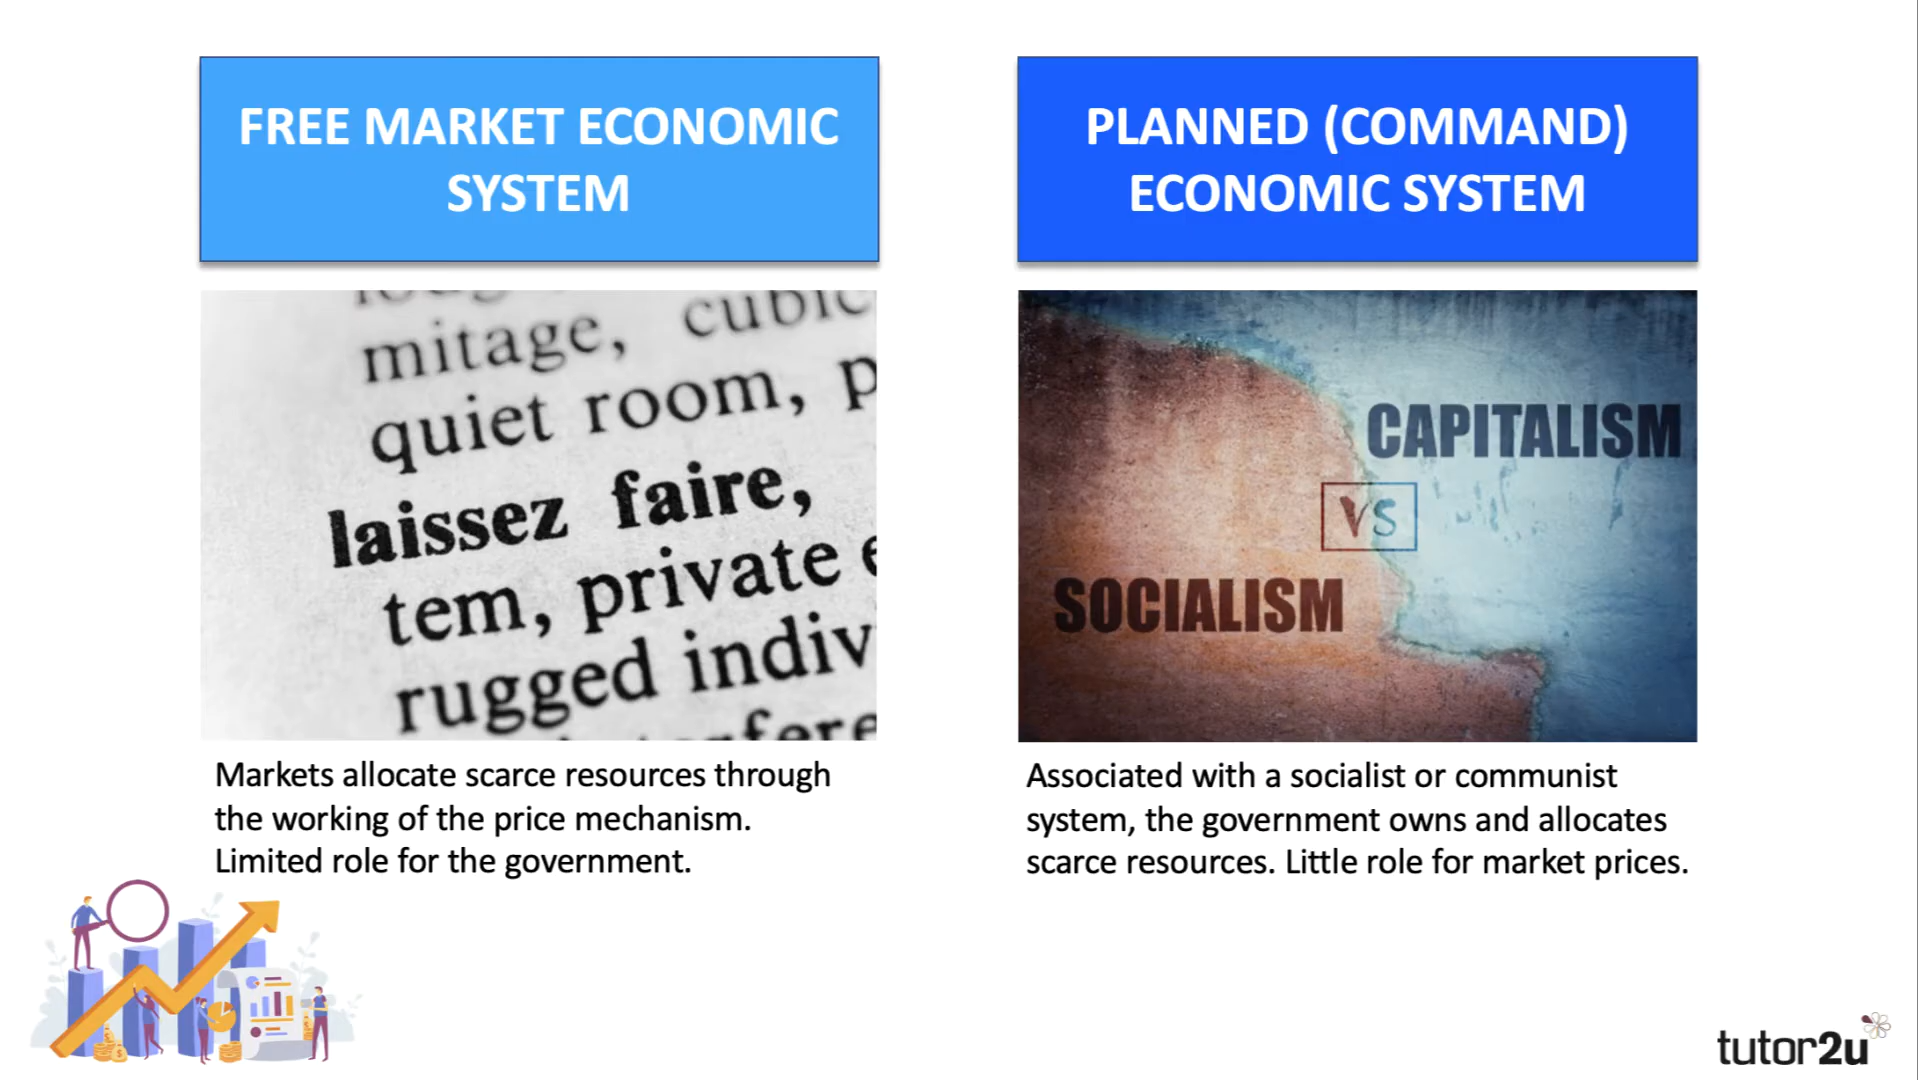 FREE MARKET ECONOMIC
SYSTEM
PLANNED (COMMAND)
ECONOMIC SYSTEM
mitage, cubic
quiet room, p
laissez faire,
tem, private e
rugged indiv
CAPITALISM
VS
SOCIALISM
Markets allocate scarce resources through
the working of the price mechanism.
Limited role for the government.
Associated with a socialist or communist
system, the government owns and allocates
scarce resources. Little role for market prices.
tutor2u